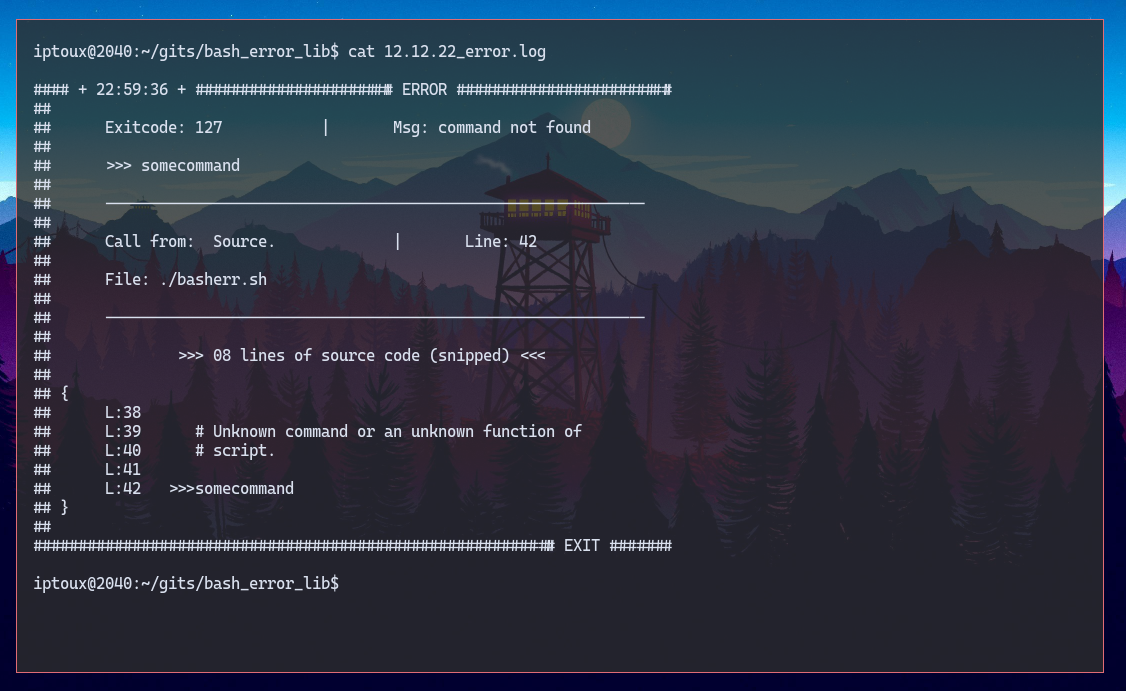 iptoux@2040:~/gits/bash_error_lib$ cat 12.12.22_error.log
#### + 22:59:36 + ###################### ERROR ########################
##
## Exitcode: 127 | Msg: command not found
##
## >>> somecommand
##
## ────────────────────────────────────────────────────────────
##
## Call from: Source. | Line: 42
##
## File: ./basherr.sh
##
## ────────────────────────────────────────────────────────────
##
## >>> 08 lines of source code (snipped) <<<
##
## {
## L:38
## L:39 # Unknown command or an unknown function of
## L:40 # script.
## L:41
## L:42 >>>somecommand
## }
##
########################################################## EXIT #######
iptoux@2040:~/gits/bash_error_lib$